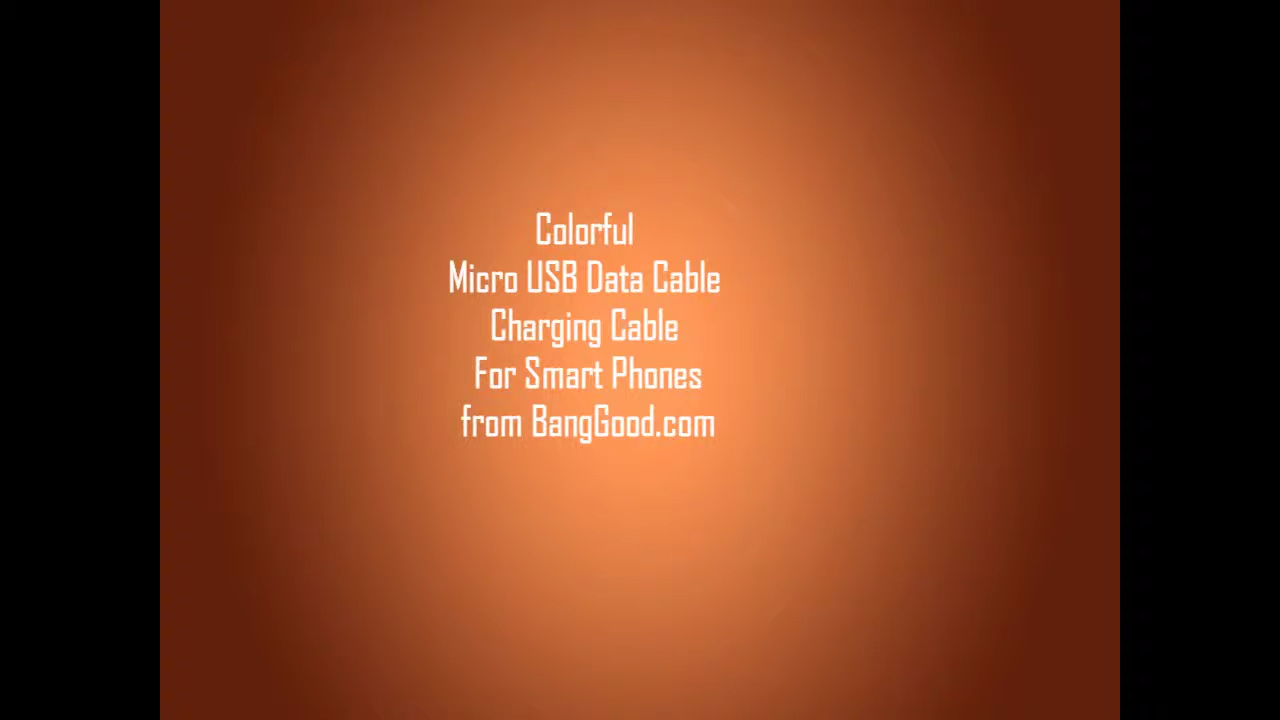 Colorful
Micro USB Data Cable
Charging Cable
For Smart Phones
from BangGood.com